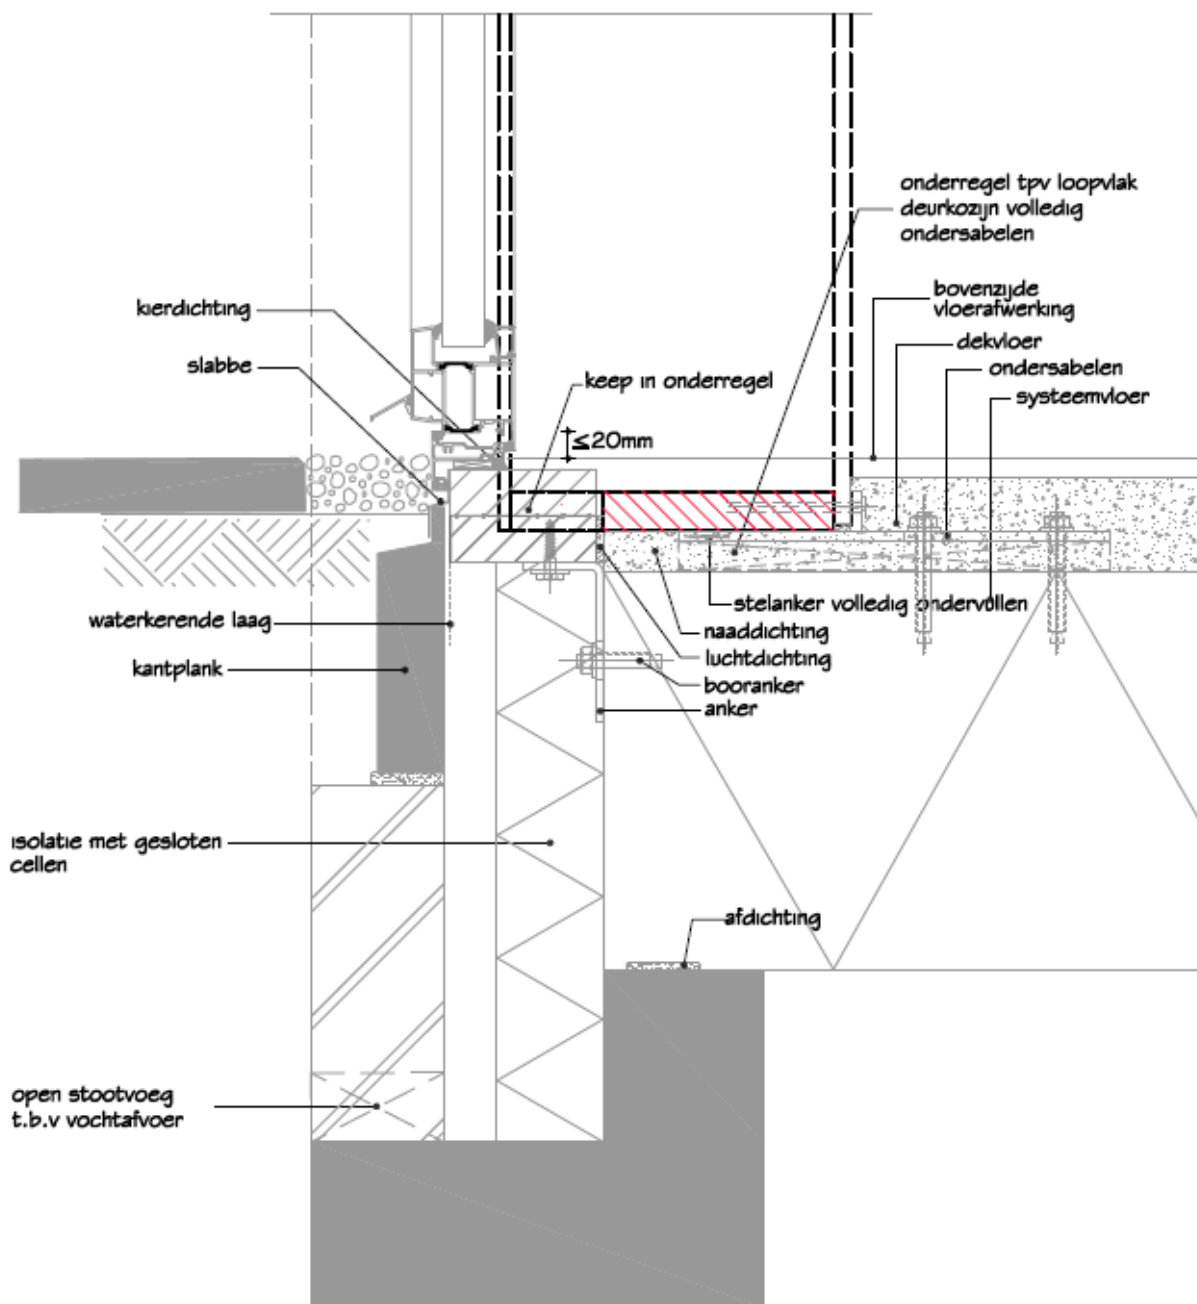 onderregel tpv loopvlak
deurkozijn volledig
ondersabelen
bovenzijde
vloerafwerking
kierdichting
dekvloer
slabbe
ondersabelen
keep in onderregel
systeemvloer
≤20mm
stelanker volledig ondervullen
waterkerende laag
naaddichting
luchtdichting
kantplank
booranker
anker
isolatie met gesloten
cellen
afdichting
open stootvoeg
t.b.v vochtafvoer